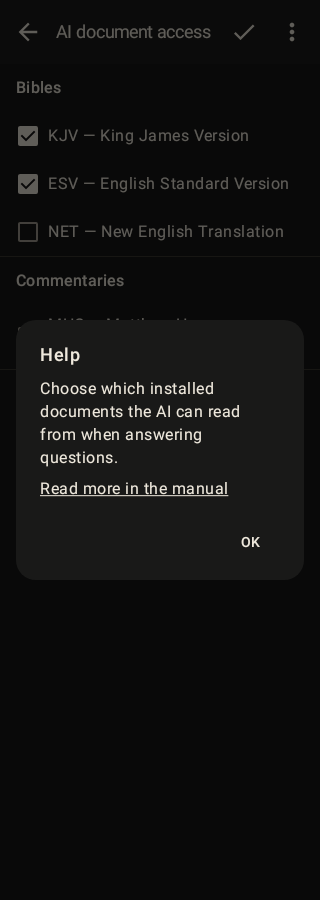 AI document access
Bibles
KJV — King James Version
ESV — English Standard Version
NET — New English Translation
Commentaries
Help
Choose which installed
documents the AI can read
from when answering
questions.
Read more in the manual
OK